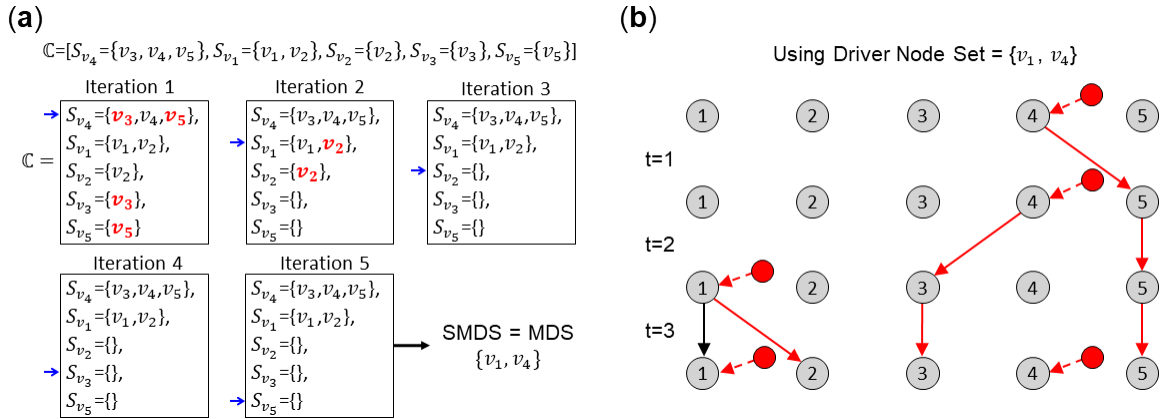 (a)
ℂ=[S_{v_4}={v_3, v_4, v_5}, S_{v_1}={v_1, v_2}, S_{v_2}={v_2}, S_{v_3}={v_3}, S_{v_5}={v_5}]
Iteration 1
ℂ =
S_{v_4}={v_3,v_4,v_5},
S_{v_1}={v_1,v_2},
S_{v_2}={v_2},
S_{v_3}={v_3}
S_{v_5}={v_5}
Iteration 2
S_{v_4}={v_3,v_4,v_5},
S_{v_1}={v_1,v_2},
S_{v_2}={v_2},
S_{v_3}={},
S_{v_5}={}
Iteration 3
S_{v_4}={v_3,v_4,v_5},
S_{v_1}={v_1,v_2},
S_{v_2}={},
S_{v_3}={},
S_{v_5}={}
Iteration 4
S_{v_4}={v_3,v_4,v_5},
S_{v_1}={v_1,v_2},
S_{v_2}={},
S_{v_3}={},
S_{v_5}={}
Iteration 5
S_{v_4}={v_3,v_4,v_5},
S_{v_1}={v_1,v_2},
S_{v_2}={},
S_{v_3}={},
S_{v_5}={}
SMDS = MDS
{v_1, v_4}
(b)
Using Driver Node Set = {v_1, v_4}
1 2 3 4 5
t=1
1 2 3 4 5
t=2
1 2 3 4 5
t=3
1 2 3 4 5